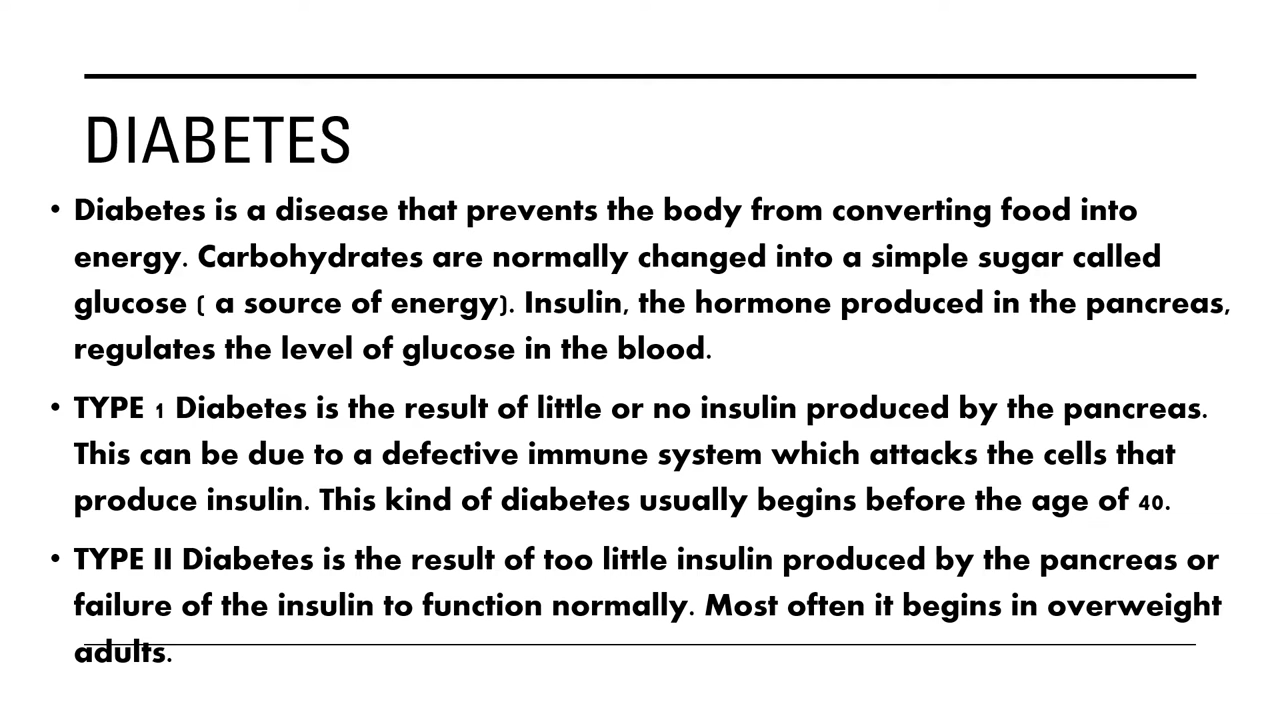 DIABETES
• Diabetes is a disease that prevents the body from converting food into
energy. Carbohydrates are normally changed into a simple sugar called
glucose ( a source of energy). Insulin, the hormone produced in the pancreas,
regulates the level of glucose in the blood.
• TYPE 1 Diabetes is the result of little or no insulin produced by the pancreas.
This can be due to a defective immune system which attacks the cells that
produce insulin. This kind of diabetes usually begins before the age of 40.
• TYPE II Diabetes is the result of too little insulin produced by the pancreas or
failure of the insulin to function normally. Most often it begins in overweight
adults.